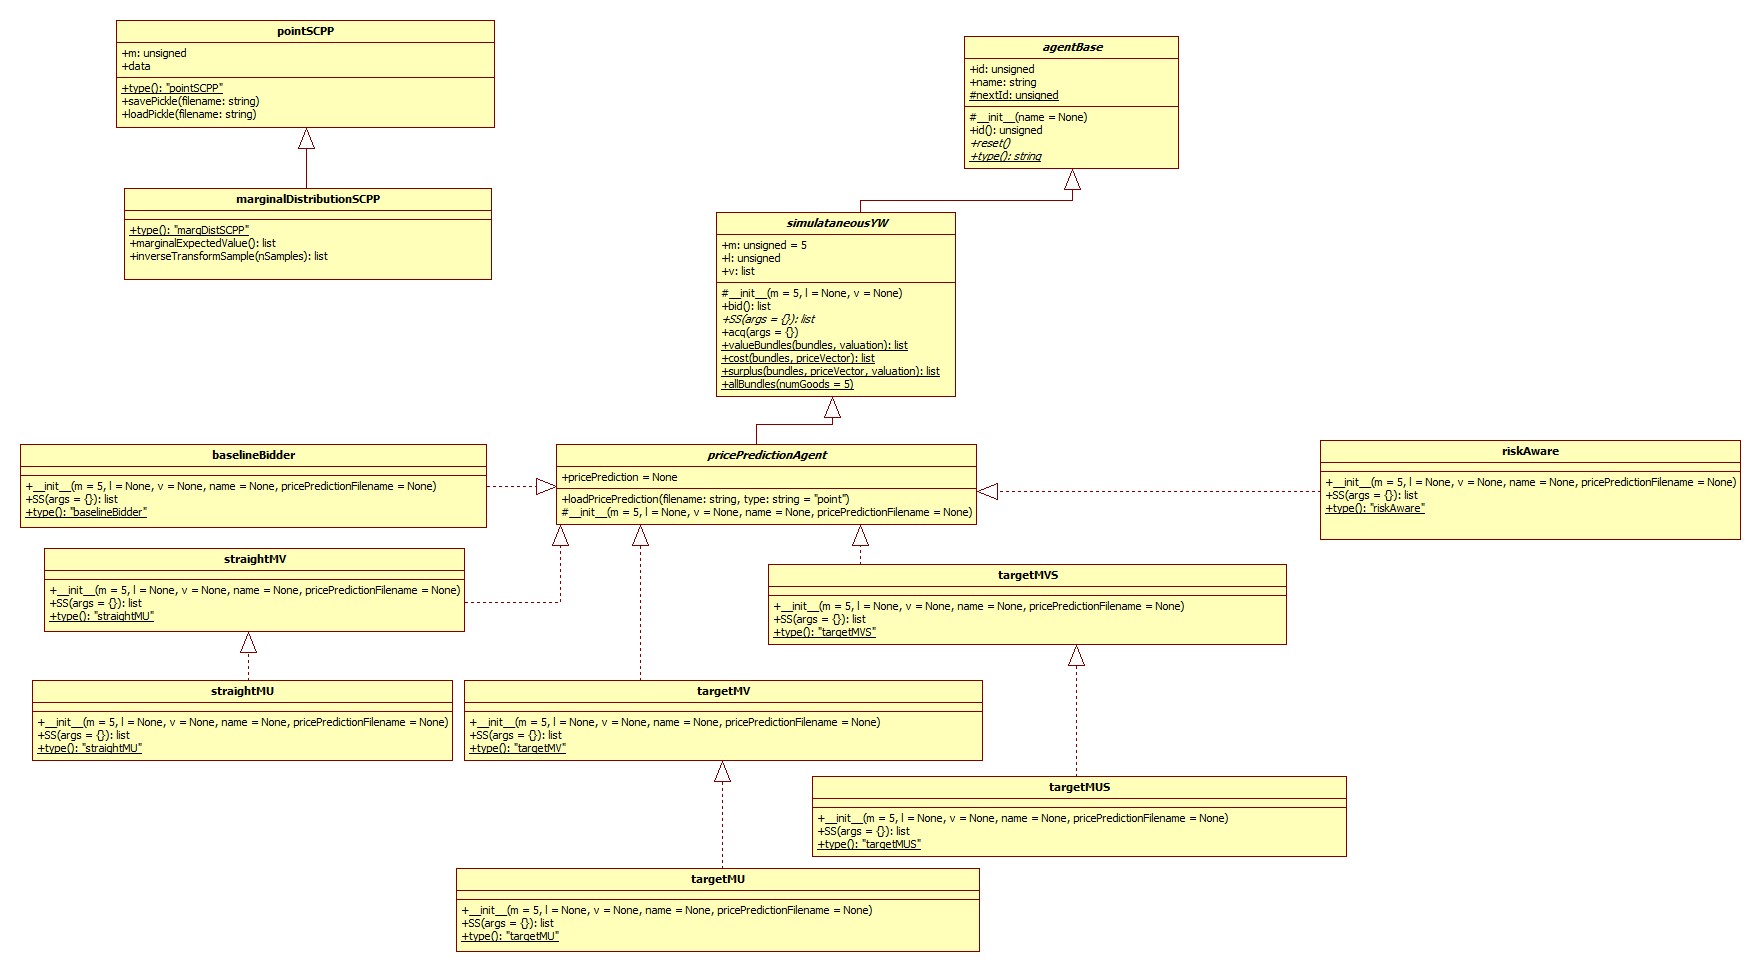 pointSCPP
+m: unsigned
+data
+type(): "pointSCPP"
+savePickle(filename: string)
+loadPickle(filename: string)
agentBase
+id: unsigned
+name: string
#nextId: unsigned
#__init__(name = None)
+id(): unsigned
+reset()
+type(): string
marginalDistributionSCPP
+type(): "margDistSCPP"
+marginalExpectedValue(): list
+inverseTransformSample(nSamples): list
simulataneousYW
+m: unsigned = 5
+l: unsigned
+v: list
#__init__(m = 5, l = None, v = None)
+bid(): list
+SS(args = {}): list
+acq(args = {})
+valueBundles(bundles, valuation): list
+cost(bundles, priceVector): list
+surplus(bundles, priceVector, valuation): list
+allBundles(numGoods = 5)
baselineBidder
+__init__(m = 5, l = None, v = None, name = None, pricePredictionFilename = None)
+SS(args = {}): list
+type(): "baselineBidder"
pricePredictionAgent
+pricePrediction = None
+loadPricePrediction(filename: string, type: string = "point")
#__init__(m = 5, l = None, v = None, name = None, pricePredictionFilename = None)
riskAware
+__init__(m = 5, l = None, v = None, name = None, pricePredictionFilename = None)
+SS(args = {}): list
+type(): "riskAware"
straightMV
+__init__(m = 5, l = None, v = None, name = None, pricePredictionFilename = None)
+SS(args = {}): list
+type(): "straightMU"
targetMVS
+__init__(m = 5, l = None, v = None, name = None, pricePredictionFilename = None)
+SS(args = {}): list
+type(): "targetMVS"
straightMU
+__init__(m = 5, l = None, v = None, name = None, pricePredictionFilename = None)
+SS(args = {}): list
+type(): "straightMU"
targetMV
+__init__(m = 5, l = None, v = None, name = None, pricePredictionFilename = None)
+SS(args = {}): list
+type(): "targetMV"
targetMUS
+__init__(m = 5, l = None, v = None, name = None, pricePredictionFilename = None)
+SS(args = {}): list
+type(): "targetMUS"
targetMU
+__init__(m = 5, l = None, v = None, name = None, pricePredictionFilename = None)
+SS(args = {}): list
+type(): "targetMU"